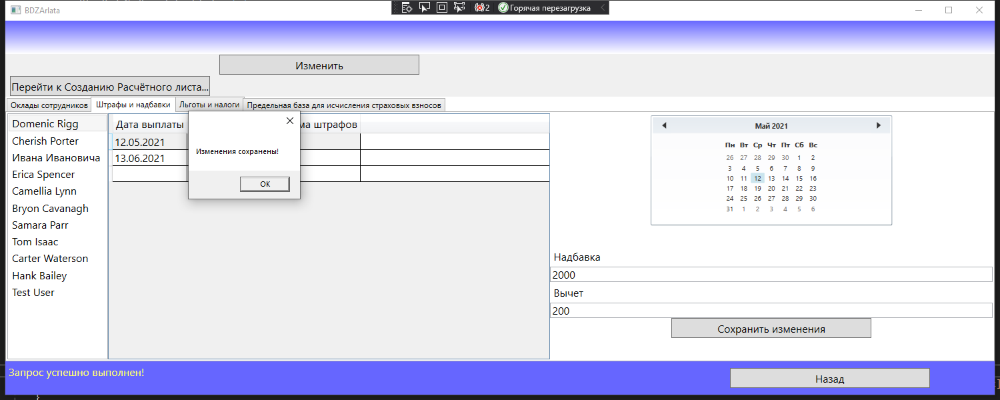 BDZArlata
2 Горячая перезагрузка
Изменить
Перейти к Созданию Расчётного листа...
Оклады сотрудников Штрафы и надбавки Льготы и налоги Предельная база для исчисления страховых взносов
Domenic Rigg
Cherish Porter
Ивана Ивановича
Erica Spencer
Camellia Lynn
Bryon Cavanagh
Samara Parr
Tom Isaac
Carter Waterson
Hank Bailey
Test User
Дата выплаты ма штрафов
12.05.2021
13.06.2021
Изменения сохранены!
OK
Май 2021
Пн Вт Ср Чт Пт Сб Вс
26 27 28 29 30 1 2
3 4 5 6 7 8 9
10 11 12 13 14 15 16
17 18 19 20 21 22 23
24 25 26 27 28 29 30
31 1 2 3 4 5 6
Надбавка
2000
Вычет
200
Сохранить изменения
Запрос успешно выполнен!
Назад